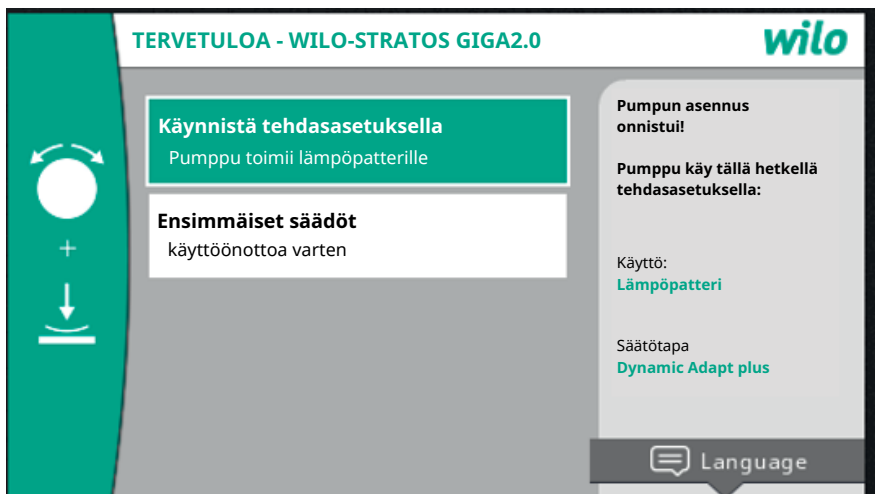 TERVETULOA - WILO-STRATOS GIGA2.0
wilo
Käynnistä tehdasasetuksella
Pumppu toimii lämpöpatterille
Ensimmäiset säädöt
käyttöönottoa varten
Pumpun asennus
onnistui!
Pumppu käy tällä hetkellä
tehdasasetuksella:
Käyttö:
Lämpöpatteri
Säätötapa
Dynamic Adapt plus
+
Language